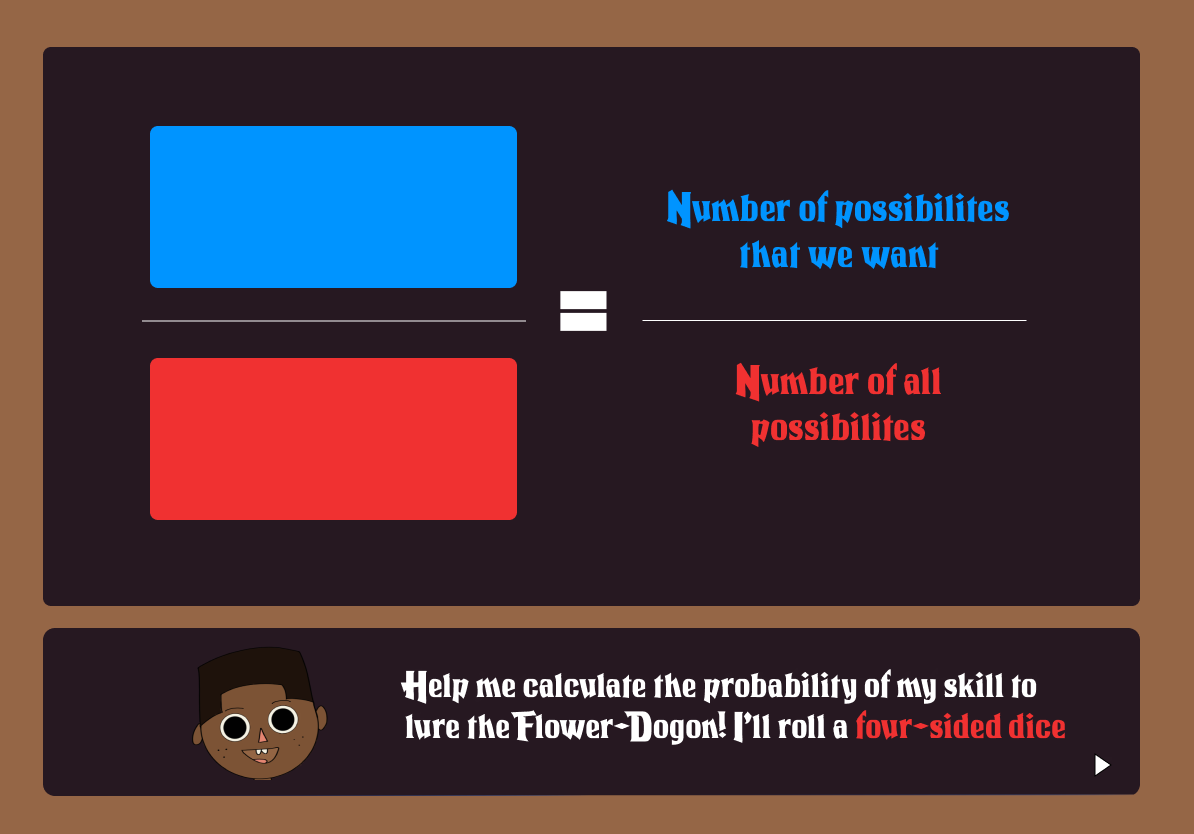 Number of possibilites
that we want
Number of all
possibilites
Help me calculate the probability of my skill to
lure the Flower-Dogon! I'll roll a four-sided dice